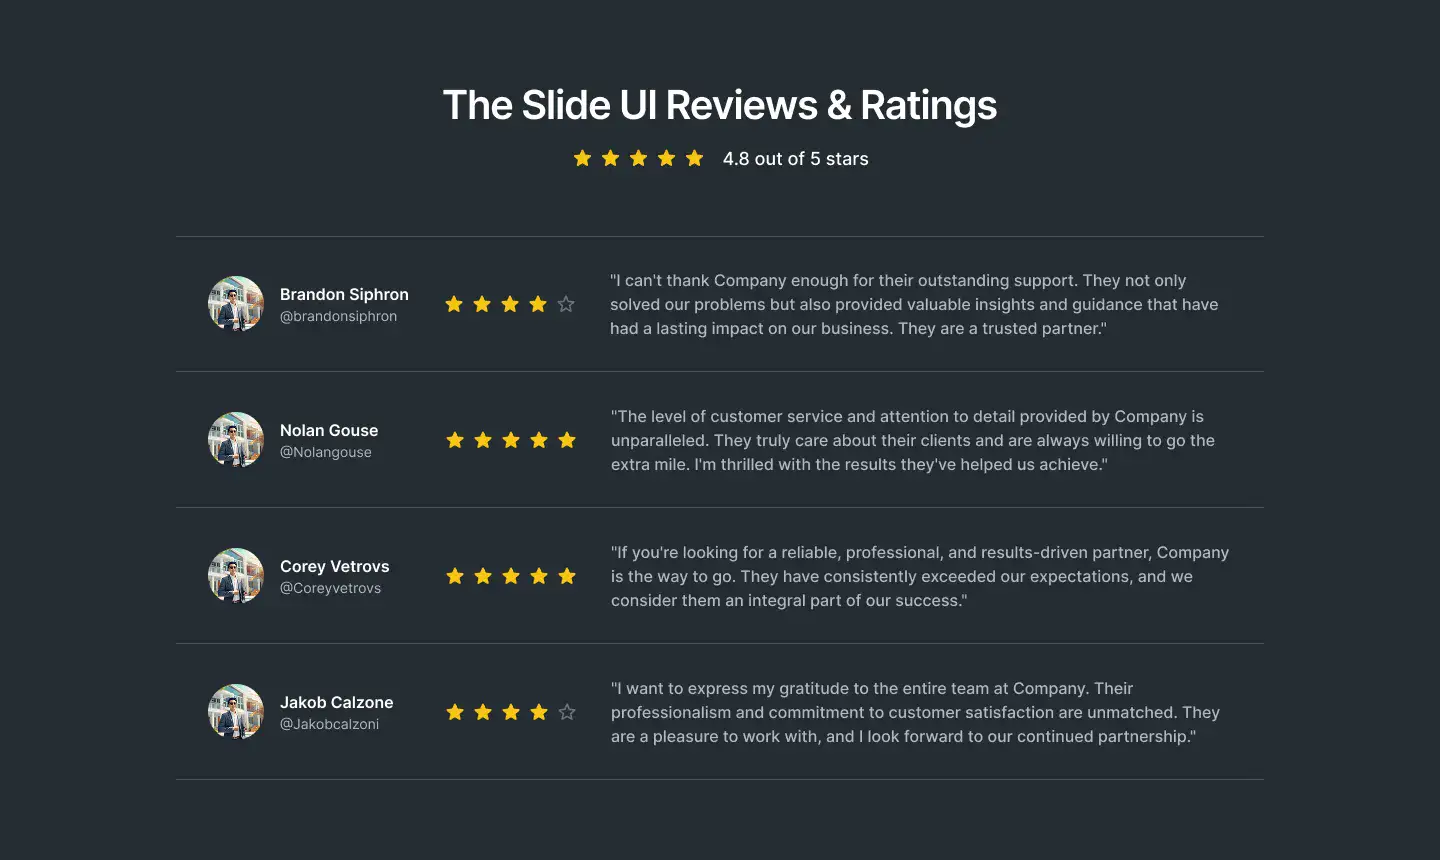 The Slide UI Reviews & Ratings
4.8 out of 5 stars
Brandon Siphron
@brandonsiphron
"I can't thank Company enough for their outstanding support. They not only
solved our problems but also provided valuable insights and guidance that have
had a lasting impact on our business. They are a trusted partner."
Nolan Gouse
@Nolangouse
"The level of customer service and attention to detail provided by Company is
unparalleled. They truly care about their clients and are always willing to go the
extra mile. I'm thrilled with the results they've helped us achieve."
Corey Vetrovs
@Coreyvetrovs
"If you're looking for a reliable, professional, and results-driven partner, Company
is the way to go. They have consistently exceeded our expectations, and we
consider them an integral part of our success."
Jakob Calzone
@Jakobcalzoni
"I want to express my gratitude to the entire team at Company. Their
professionalism and commitment to customer satisfaction are unmatched. They
are a pleasure to work with, and I look forward to our continued partnership."